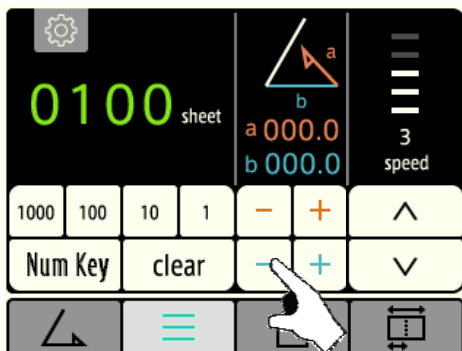 a
b
0100 sheet
a 000.0
b 000.0
3
speed
1000 100 10 1 − +
Num Key clear − +